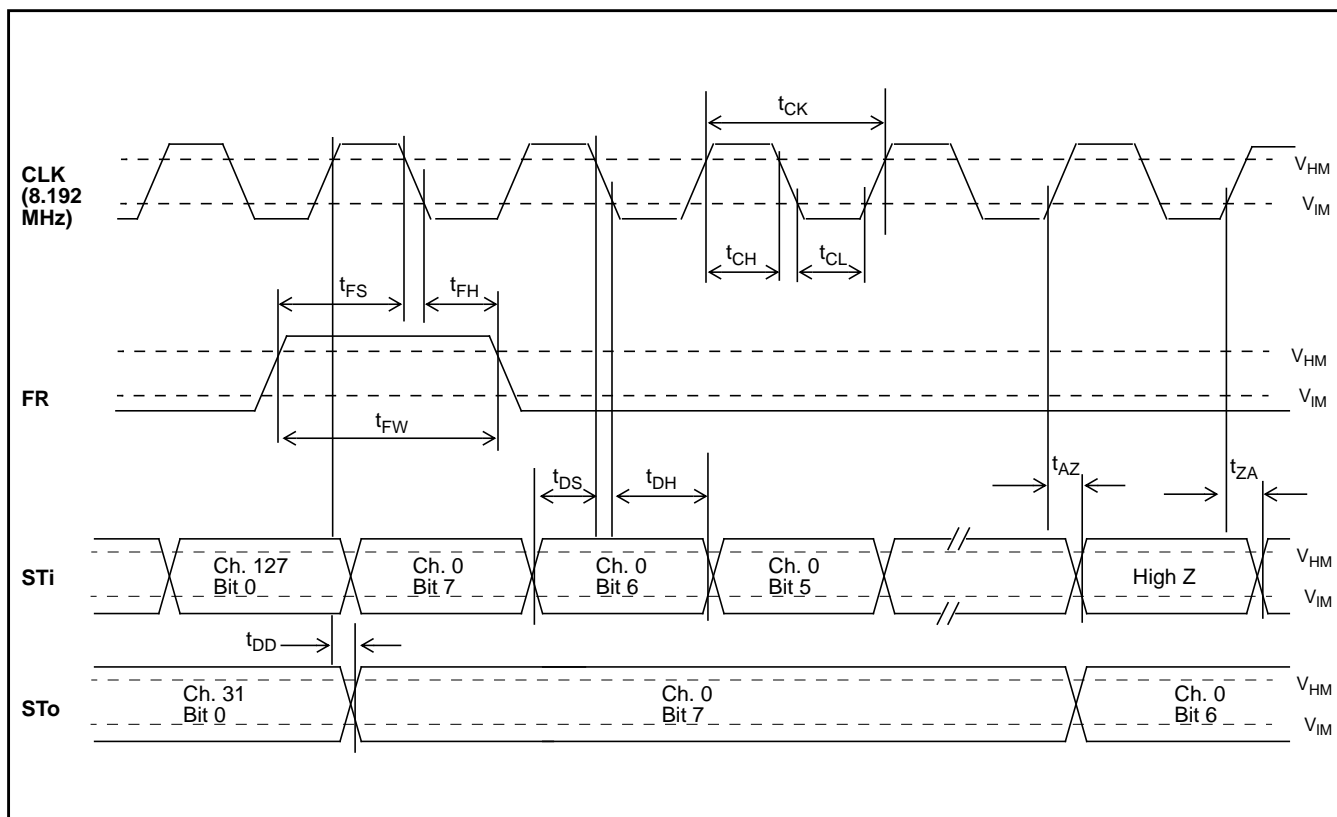 tCK
CLK
(8.192
MHz)
VHM
VIM
tCH
tCL
tFS
tFH
FR
VHM
VIM
tFW
tDS
tDH
tAZ
tZA
STi
Ch. 127
Bit 0
Ch. 0
Bit 7
Ch. 0
Bit 6
Ch. 0
Bit 5
High Z
VHM
VIM
tDD
STo
Ch. 31
Bit 0
Ch. 0
Bit 7
Ch. 0
Bit 6
VHM
VIM